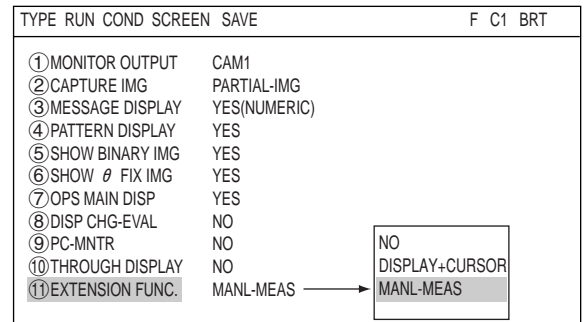 TYPE RUN COND SCREEN SAVE F C1 BRT
①MONITOR OUTPUT CAM1
②CAPTURE IMG PARTIAL-IMG
③MESSAGE DISPLAY YES(NUMERIC)
④PATTERN DISPLAY YES
⑤SHOW BINARY IMG YES
⑥SHOW θ FIX IMG YES
⑦OPS MAIN DISP YES
⑧DISP CHG-EVAL NO
⑨PC-MNTR NO
⑩THROUGH DISPLAY NO
⑪EXTENSION FUNC. MANL-MEAS
NO
DISPLAY+CURSOR
MANL-MEAS